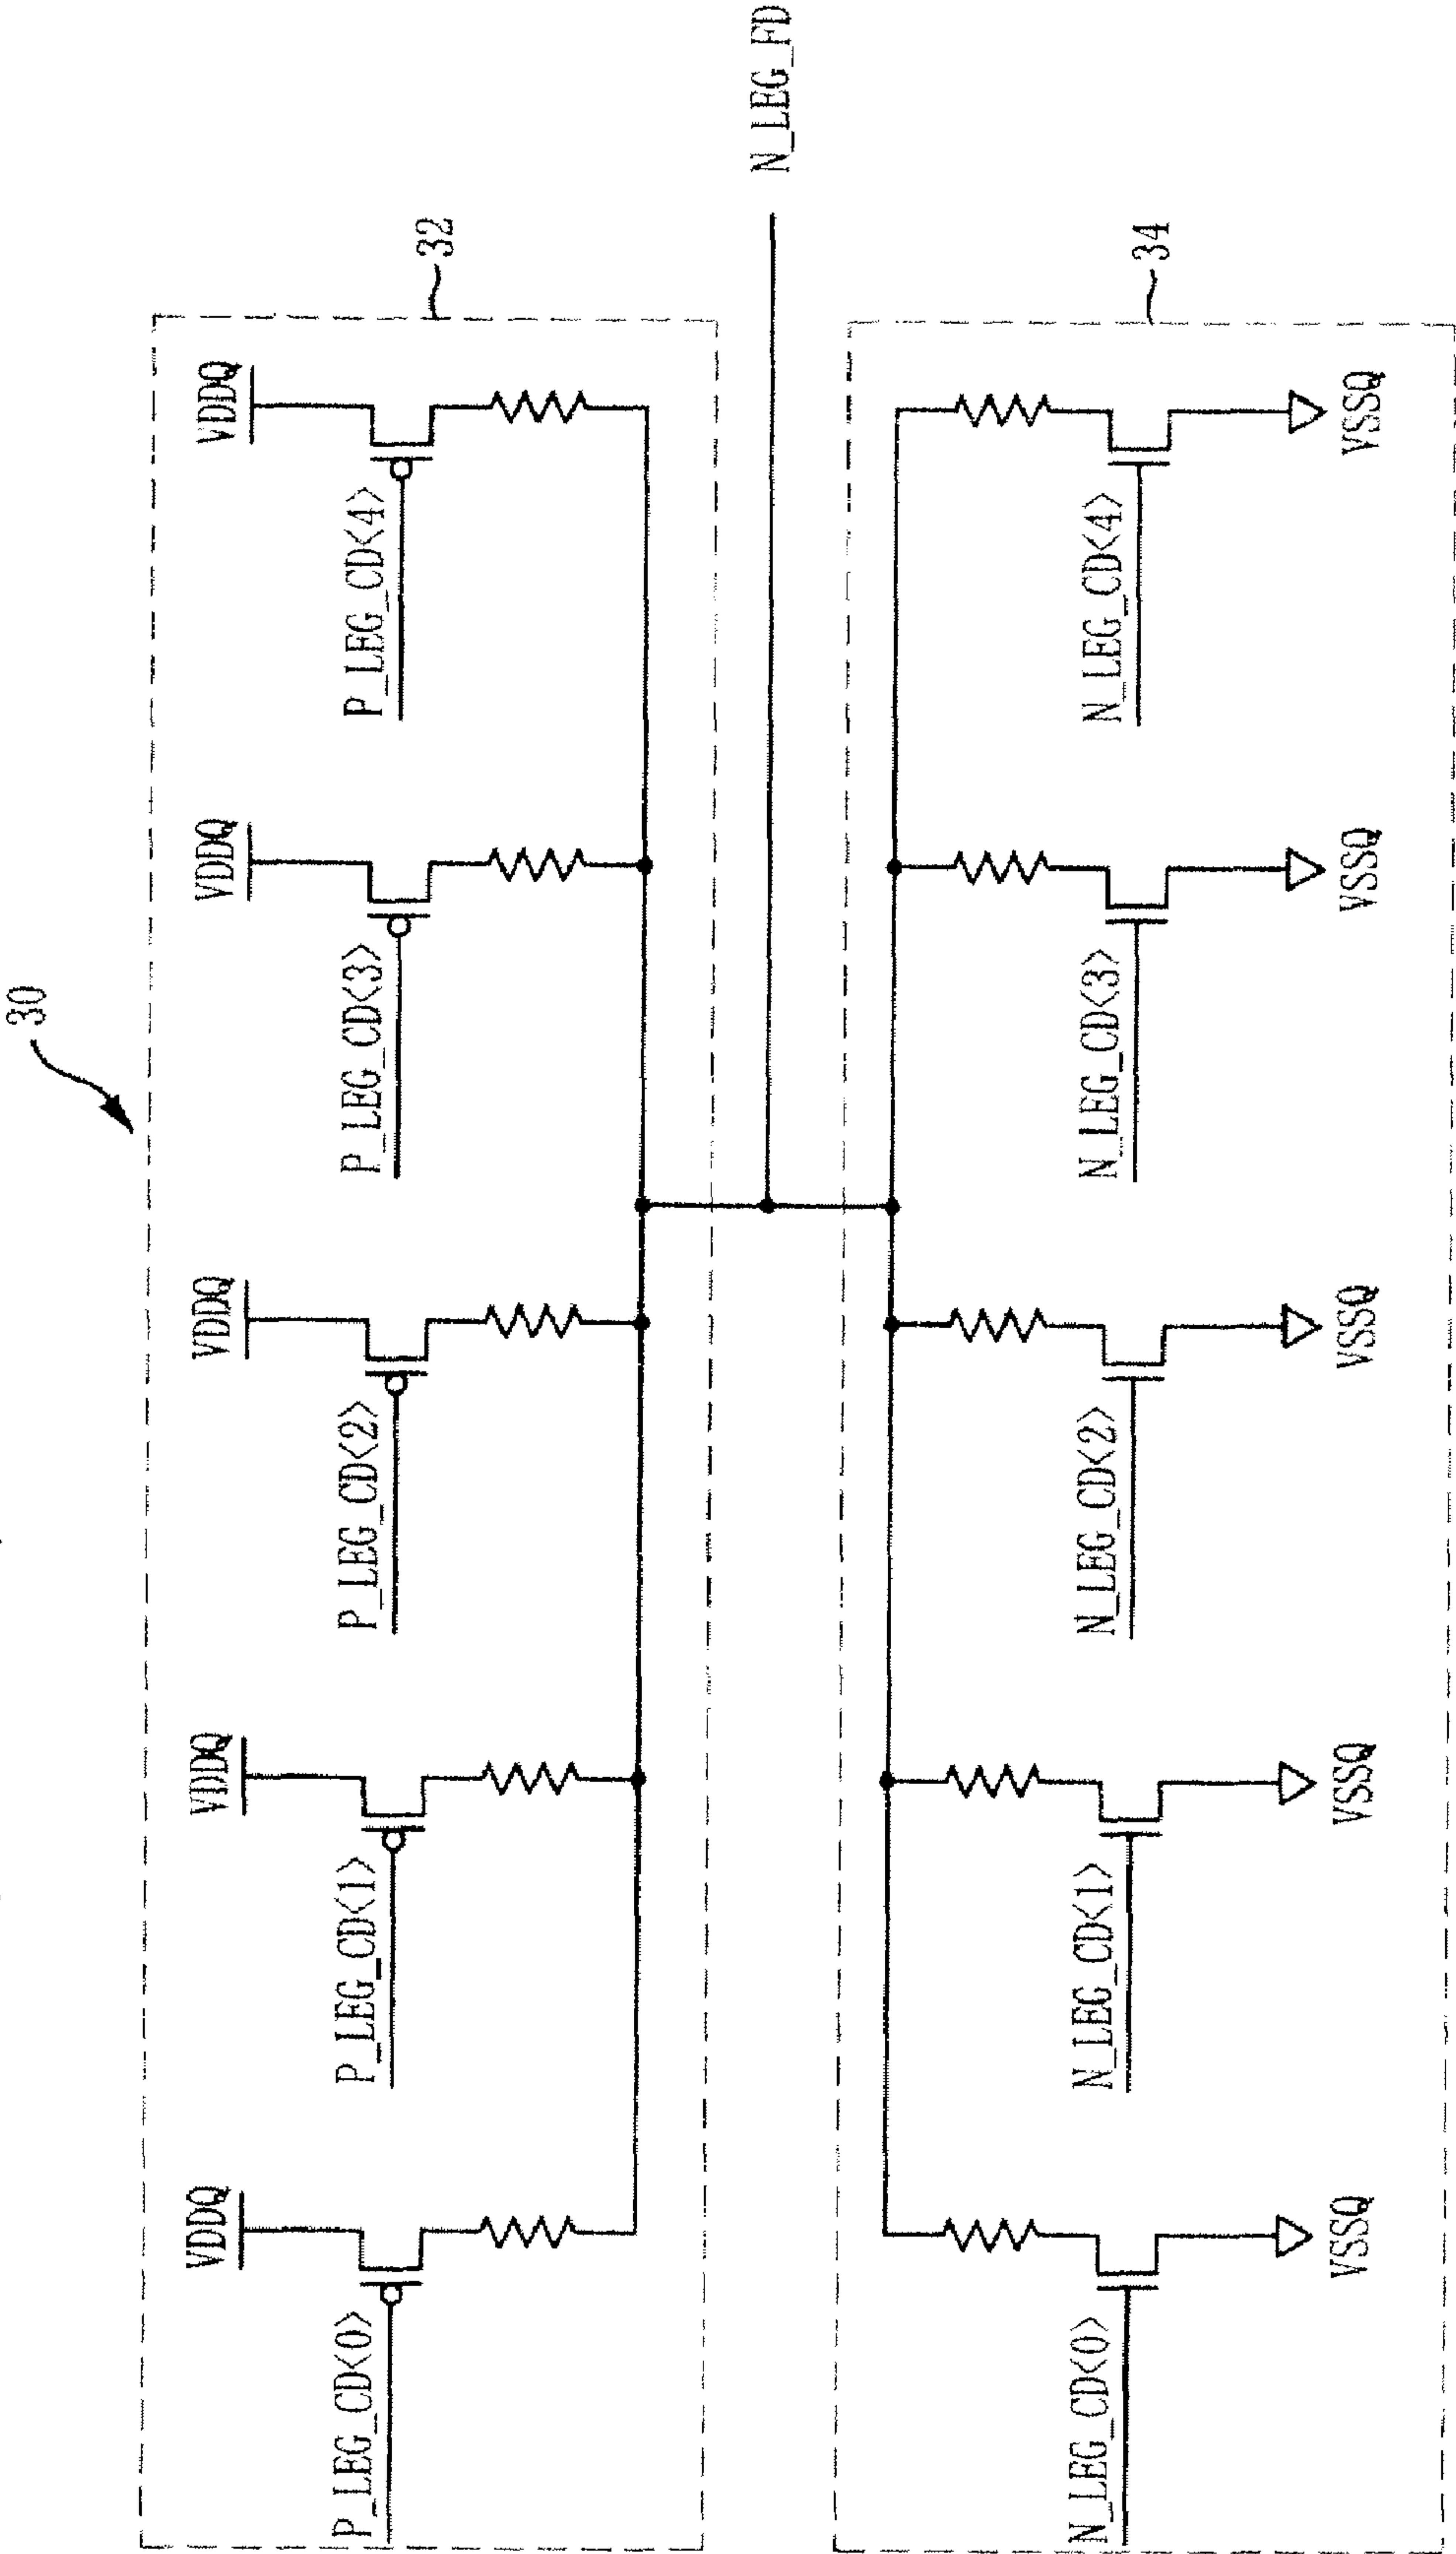 30
32
VDDQ
VDDQ
VDDQ
VDDQ
VDDQ
P_LEG_CD<0>
P_LEG_CD<1>
P_LEG_CD<2>
P_LEG_CD<3>
P_LEG_CD<4>
N_LEG_FD
34
N_LEG_CD<0>
N_LEG_CD<1>
N_LEG_CD<2>
N_LEG_CD<3>
N_LEG_CD<4>
VSSQ
VSSQ
VSSQ
VSSQ
VSSQ